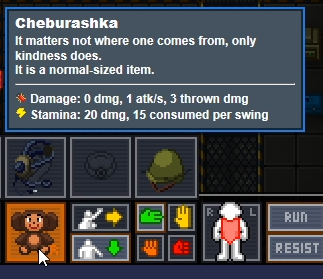 Cheburashka
It matters not where one comes from, only
kindness does.
It is a normal-sized item.
Damage: 0 dmg, 1 atk/s, 3 thrown dmg
Stamina: 20 dmg, 15 consumed per swing
R L
RUN
RESIST